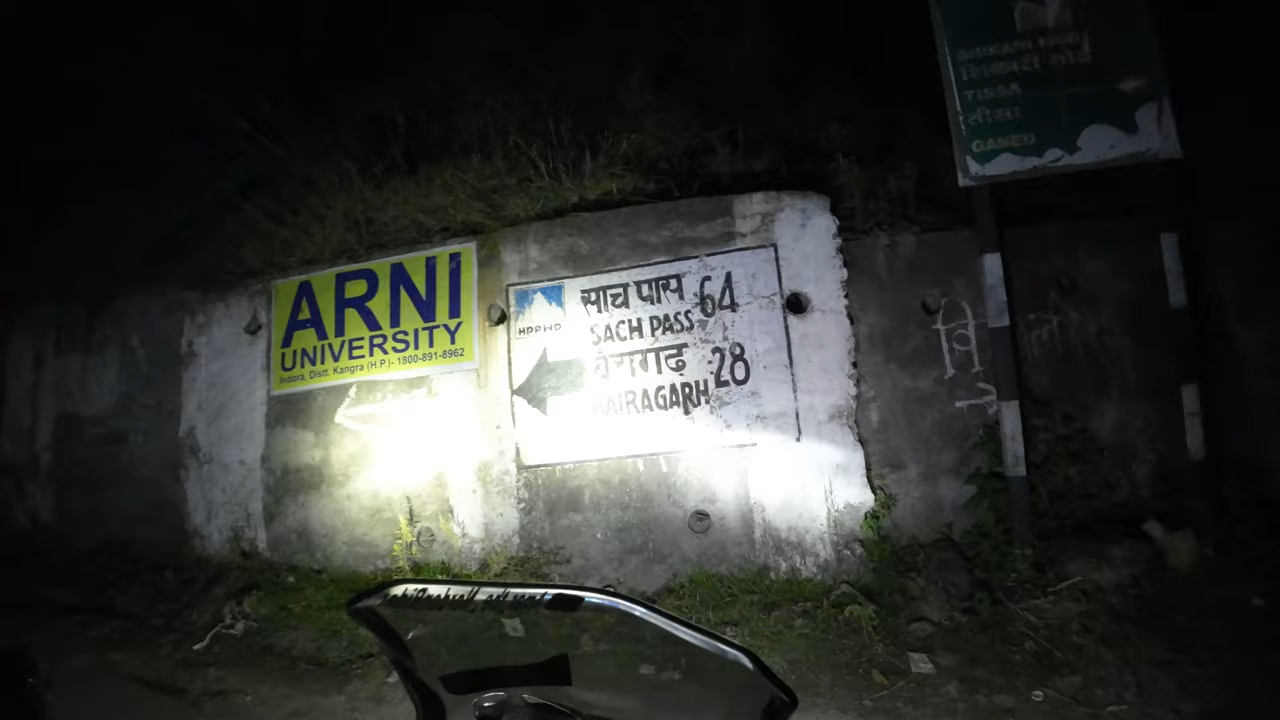 ARNI
UNIVERSITY
Indora, Distt. Kangra (H.P.)- 1800-891-8962
HPPWD
साच पास 64
SACH PASS
बैरागढ़ 28
BAIRAGARH
शिकारी मोड़
TISSA
तीसा
GANED
वि